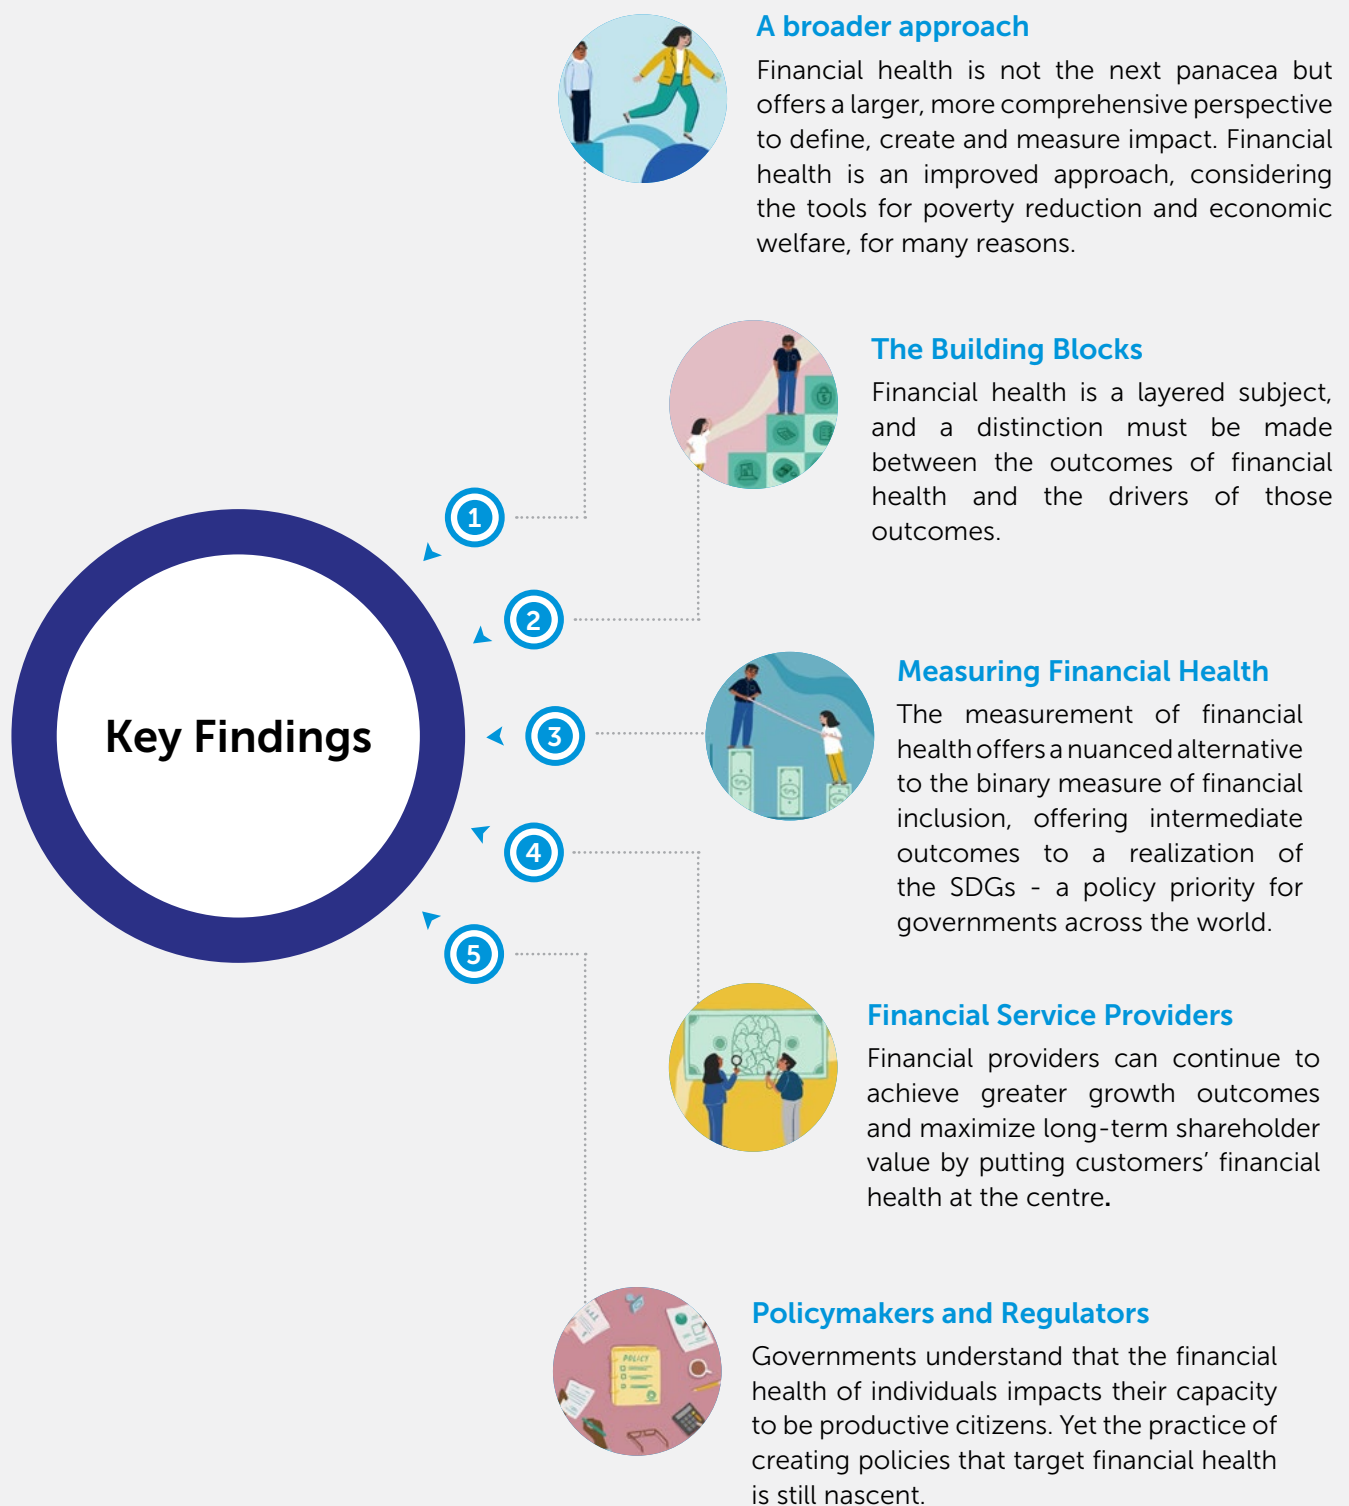 Key Findings
1
A broader approach
Financial health is not the next panacea but
offers a larger, more comprehensive perspective
to define, create and measure impact. Financial
health is an improved approach, considering
the tools for poverty reduction and economic
welfare, for many reasons.
2
The Building Blocks
Financial health is a layered subject,
and a distinction must be made
between the outcomes of financial
health and the drivers of those
outcomes.
3
Measuring Financial Health
The measurement of financial
health offers a nuanced alternative
to the binary measure of financial
inclusion, offering intermediate
outcomes to a realization of
the SDGs - a policy priority for
governments across the world.
4
Financial Service Providers
Financial providers can continue to
achieve greater growth outcomes
and maximize long-term shareholder
value by putting customers’ financial
health at the centre.
5
POLICY
Policymakers and Regulators
Governments understand that the financial
health of individuals impacts their capacity
to be productive citizens. Yet the practice of
creating policies that target financial health
is still nascent.